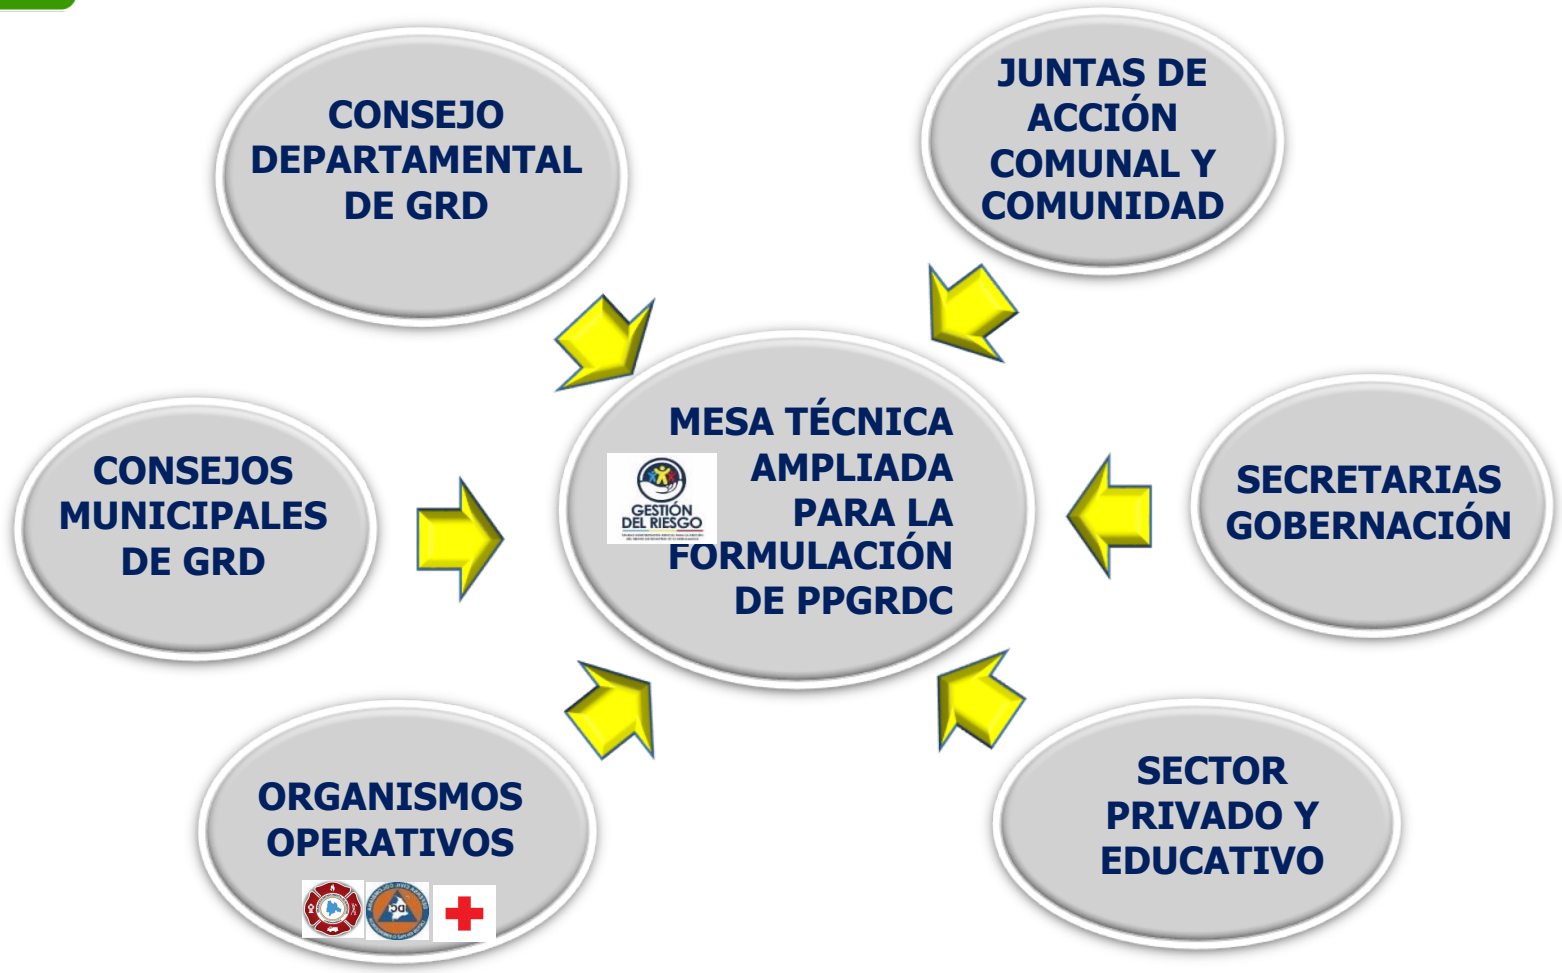 CONSEJO
DEPARTAMENTAL
DE GRD
JUNTAS DE
ACCIÓN
COMUNAL Y
COMUNIDAD
CONSEJOS
MUNICIPALES
DE GRD
MESA TÉCNICA
AMPLIADA
PARA LA
FORMULACIÓN
DE PPGRDC
GESTIÓN
DEL RIESGO
SECRETARIAS
GOBERNACIÓN
ORGANISMOS
OPERATIVOS
SECTOR
PRIVADO Y
EDUCATIVO